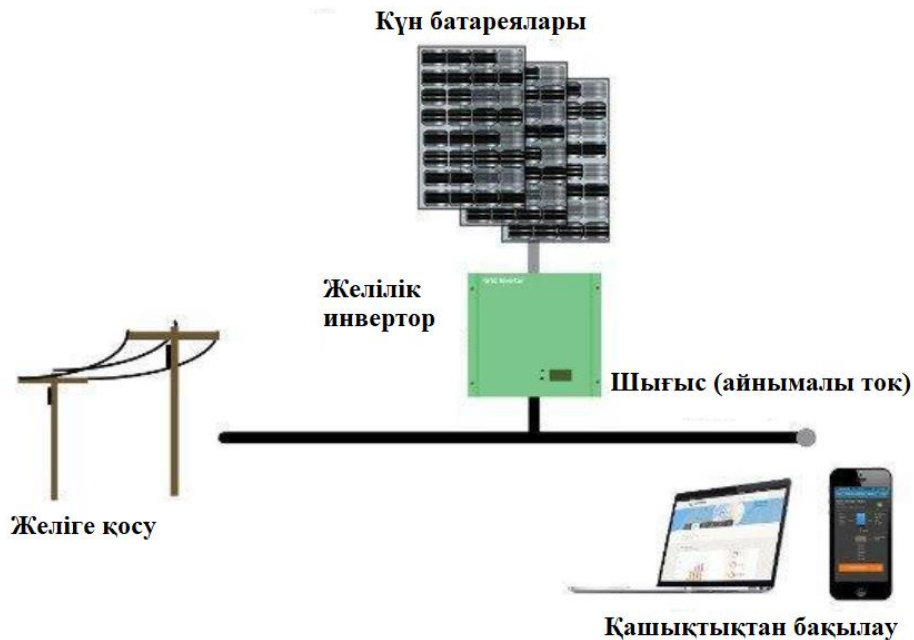 Күн батареялары
Желілік
инвертор
Шығыс (айнымалы ток)
Желіге қосу
Қашықтықтан бақылау